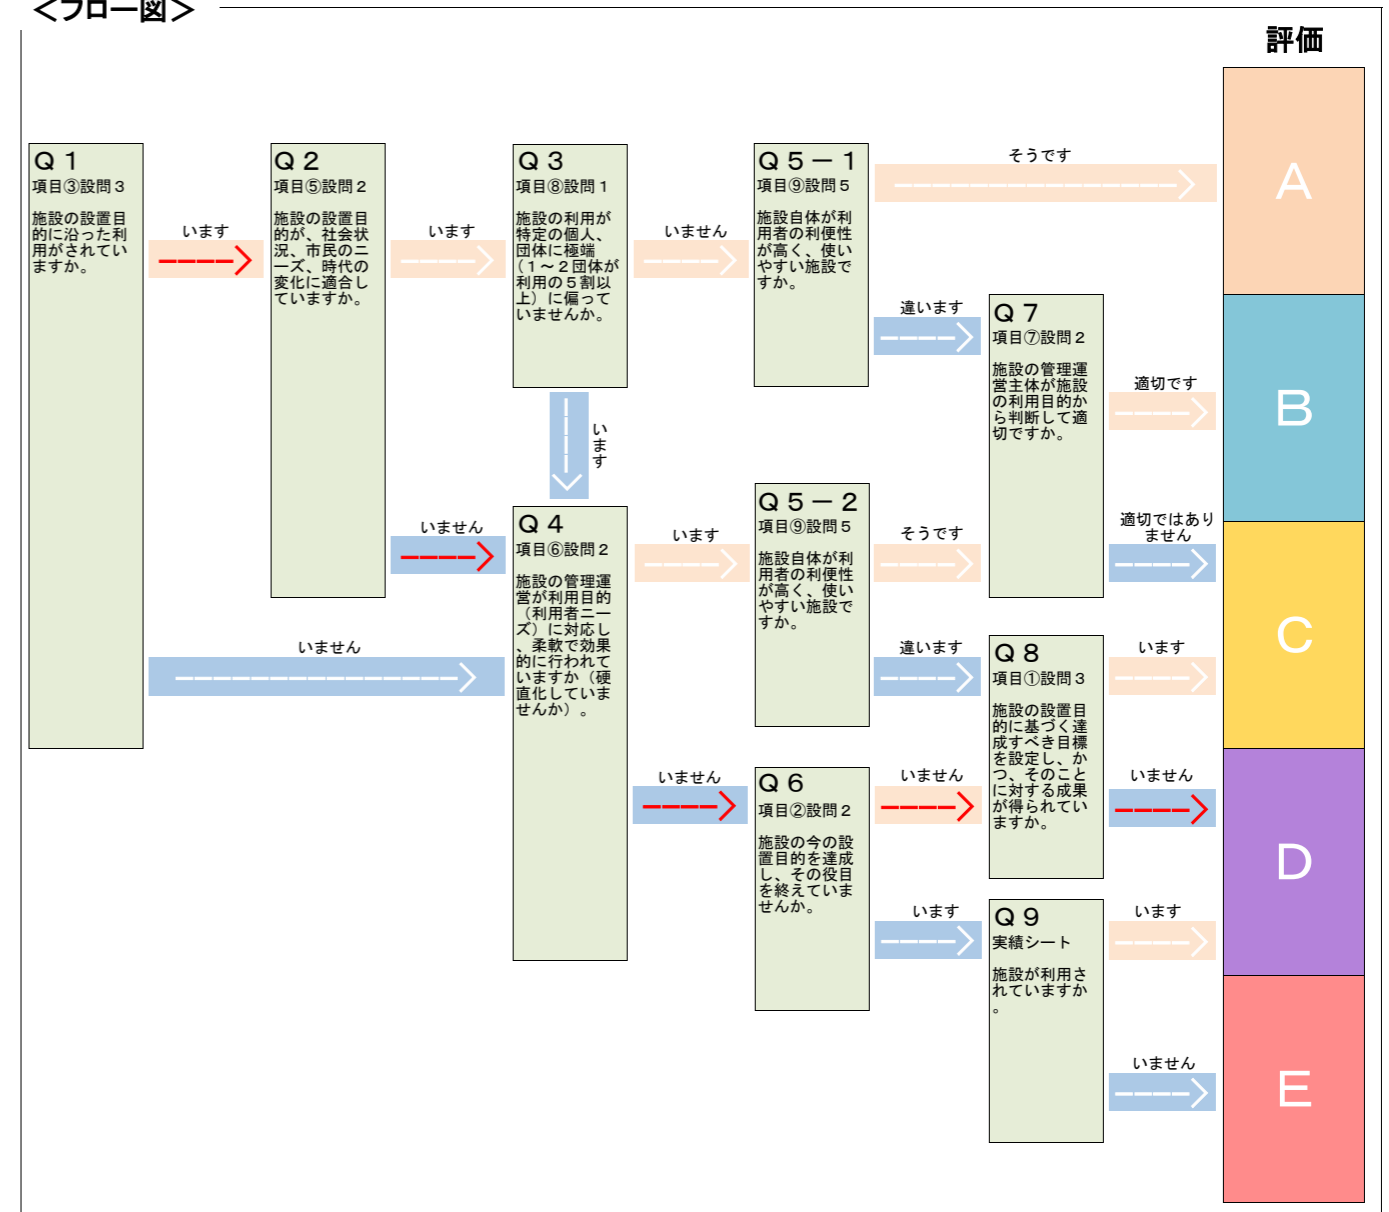 ＜フロー図＞
評価
Ｑ１
項目③設問３
施設の設置目
的に沿った利
用がされてい
ますか。
います
Ｑ２
項目⑤設問２
施設の設置目
的が、社会状
況、市民のニ
ーズ、時代の
変化に適合し
ていますか。
います
Ｑ３
項目⑧設問１
施設の利用が
特定の個人、
団体に極端
（１～２団体が
利用の５割以
上）に偏って
いませんか。
いません
Ｑ５－１
項目⑨設問５
施設自体が利
用者の利便性
が高く、使い
やすい施設で
すか。
そうです
Ａ
違います
Ｑ７
項目⑦設問２
施設の管理運
営主体が施設
の利用目的か
ら判断して適
切ですか。
適切です
Ｂ
います
いません
Ｑ４
項目⑥設問２
施設の管理運
営が利用目的
（利用者ニー
ズ）に対応し
、柔軟で効果
的に行われて
いますか（硬
直化していま
せんか）。
います
Ｑ５－２
項目⑨設問５
施設自体が利
用者の利便性
が高く、使い
やすい施設で
すか。
そうです
適切ではあり
ません
Ｃ
いません
違います
Ｑ８
項目①設問３
施設の設置目
的に基づく達
成すべき目標
を設定し、か
つ、そのこと
に対する成果
が得られてい
ますか。
います
いません
Ｑ６
項目②設問２
施設の今の設
置目的を達成
し、その役目
を終えていま
せんか。
いません
いません
Ｄ
います
Ｑ９
実績シート
施設が利用さ
れていますか
。
います
いません
Ｅ